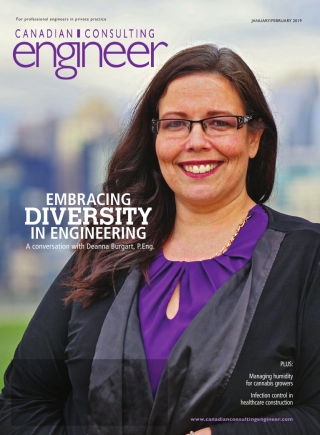 For professional engineers in private practice
JANUARY/FEBRUARY 2019
CANADIAN CONSULTING
engineer
EMBRACING
DIVERSITY
IN ENGINEERING
A conversation with Deanna Burgart, P.Eng.
PLUS:
Managing humidity
for cannabis growers
Infection control in
healthcare construction
www.canadianconsultingengineer.com